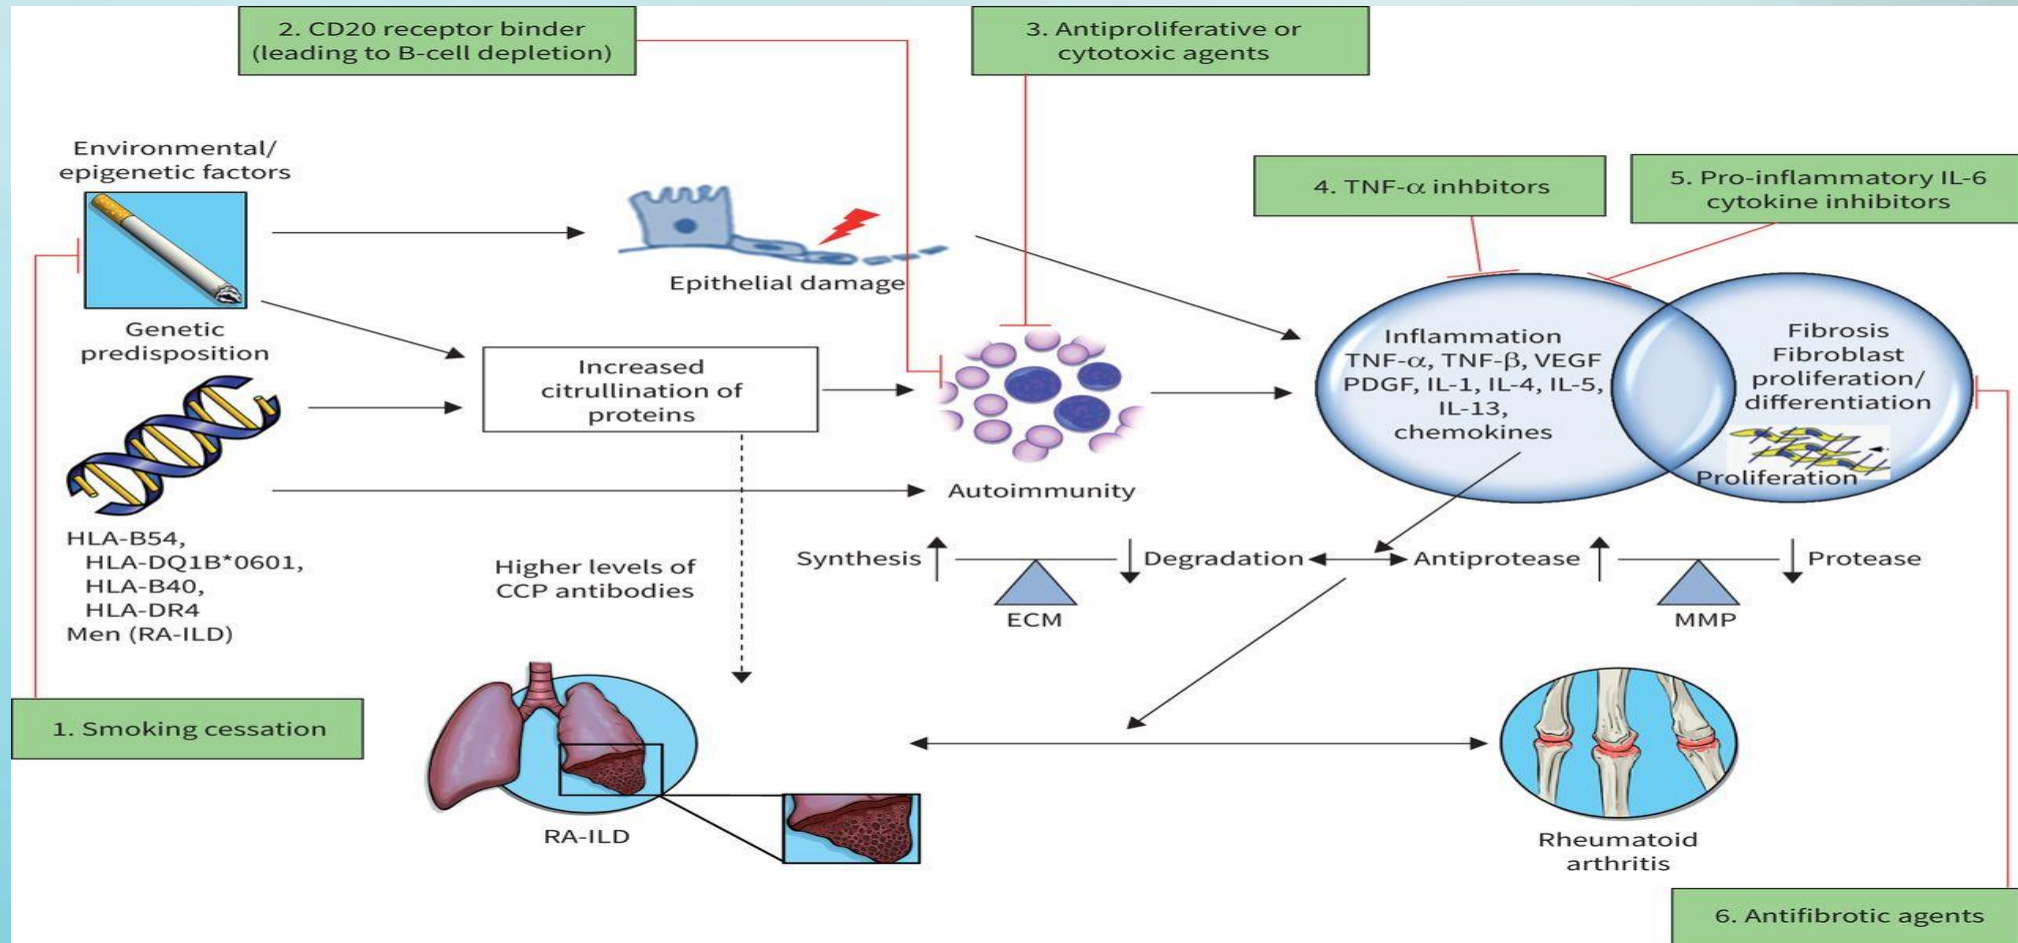 2. CD20 receptor binder
(leading to B-cell depletion)
3. Antiproliferative or
cytotoxic agents
Environmental/
epigenetic factors
4. TNF-α inhbitors
5. Pro-inflammatory IL-6
cytokine inhibitors
Epithelial damage
Genetic
predisposition
Increased
citrullination of
proteins
Inflammation
TNF-α, TNF-β, VEGF
PDGF, IL-1, IL-4, IL-5,
IL-13,
chemokines
Fibrosis
Fibroblast
proliferation/
differentiation
Proliferation
Autoimmunity
HLA-B54,
HLA-DQ1B*0601,
HLA-B40,
HLA-DR4
Men (RA-ILD)
Higher levels of
CCP antibodies
Synthesis
Degradation
Antiprotease
Protease
ECM
MMP
1. Smoking cessation
RA-ILD
Rheumatoid
arthritis
6. Antifibrotic agents